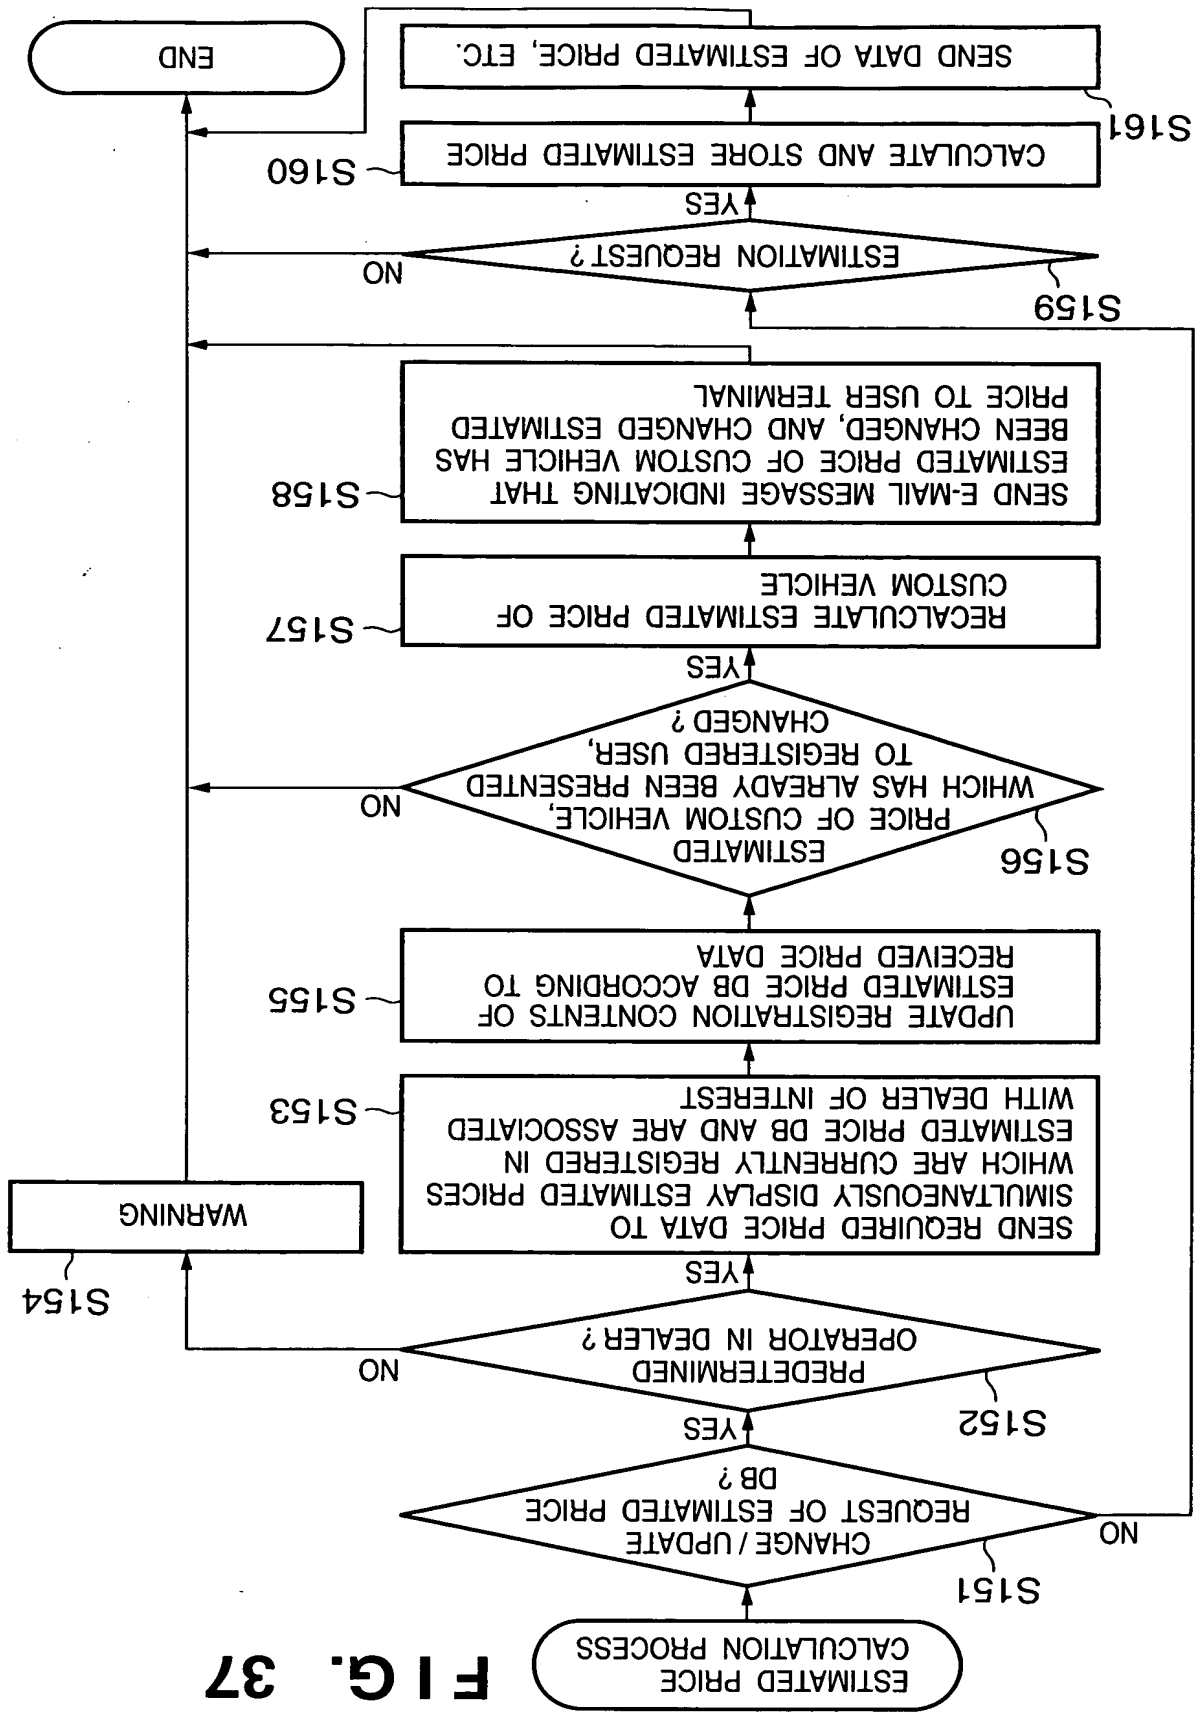 FIG. 37
ESTIMATED PRICE
CALCULATION PROCESS
S151
CHANGE / UPDATE
REQUEST OF ESTIMATED PRICE
DB ?
NO
YES
S152
PREDETERMINED
OPERATOR IN DEALER ?
NO
YES
S154
WARNING
S153
SEND REQUIRED PRICE DATA TO
SIMULTANEOUSLY DISPLAY ESTIMATED PRICES
WHICH ARE CURRENTLY REGISTERED IN
ESTIMATED PRICE DB AND ARE ASSOCIATED
WITH DEALER OF INTEREST
S155
UPDATE REGISTRATION CONTENTS OF
ESTIMATED PRICE DB ACCORDING TO
RECEIVED PRICE DATA
S156
ESTIMATED
PRICE OF CUSTOM VEHICLE,
WHICH HAS ALREADY BEEN PRESENTED
TO REGISTERED USER,
CHANGED ?
NO
YES
S157
RECALCULATE ESTIMATED PRICE OF
CUSTOM VEHICLE
S158
SEND E-MAIL MESSAGE INDICATING THAT
ESTIMATED PRICE OF CUSTOM VEHICLE HAS
BEEN CHANGED, AND CHANGED ESTIMATED
PRICE TO USER TERMINAL
S159
ESTIMATION REQUEST ?
NO
YES
S160
CALCULATE AND STORE ESTIMATED PRICE
S161
SEND DATA OF ESTIMATED PRICE, ETC.
END